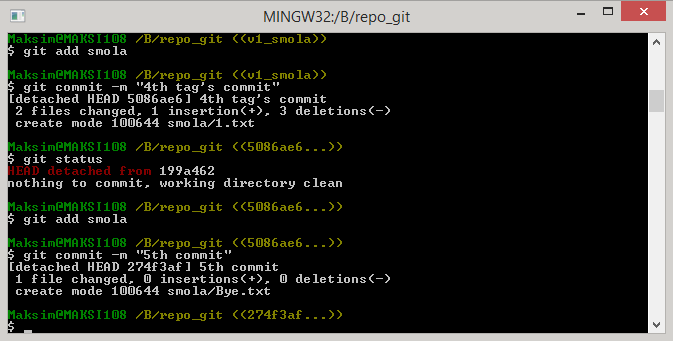 MINGW32:/B/repo_git
Maksim@MAKSI108 /B/repo_git ((v1_smola))
$ git add smola
Maksim@MAKSI108 /B/repo_git ((v1_smola))
$ git commit -m "4th tag's commit"
[detached HEAD 5086ae6] 4th tag's commit
2 files changed, 1 insertion(+), 3 deletions(-)
create mode 100644 smola/1.txt
Maksim@MAKSI108 /B/repo_git ((5086ae6...))
$ git status
HEAD detached from 199a462
nothing to commit, working directory clean
Maksim@MAKSI108 /B/repo_git ((5086ae6...))
$ git add smola
Maksim@MAKSI108 /B/repo_git ((5086ae6...))
$ git commit -m "5th commit"
[detached HEAD 274f3af] 5th commit
1 file changed, 0 insertions(+), 0 deletions(-)
create mode 100644 smola/Bye.txt
Maksim@MAKSI108 /B/repo_git ((274f3af...))
$ _